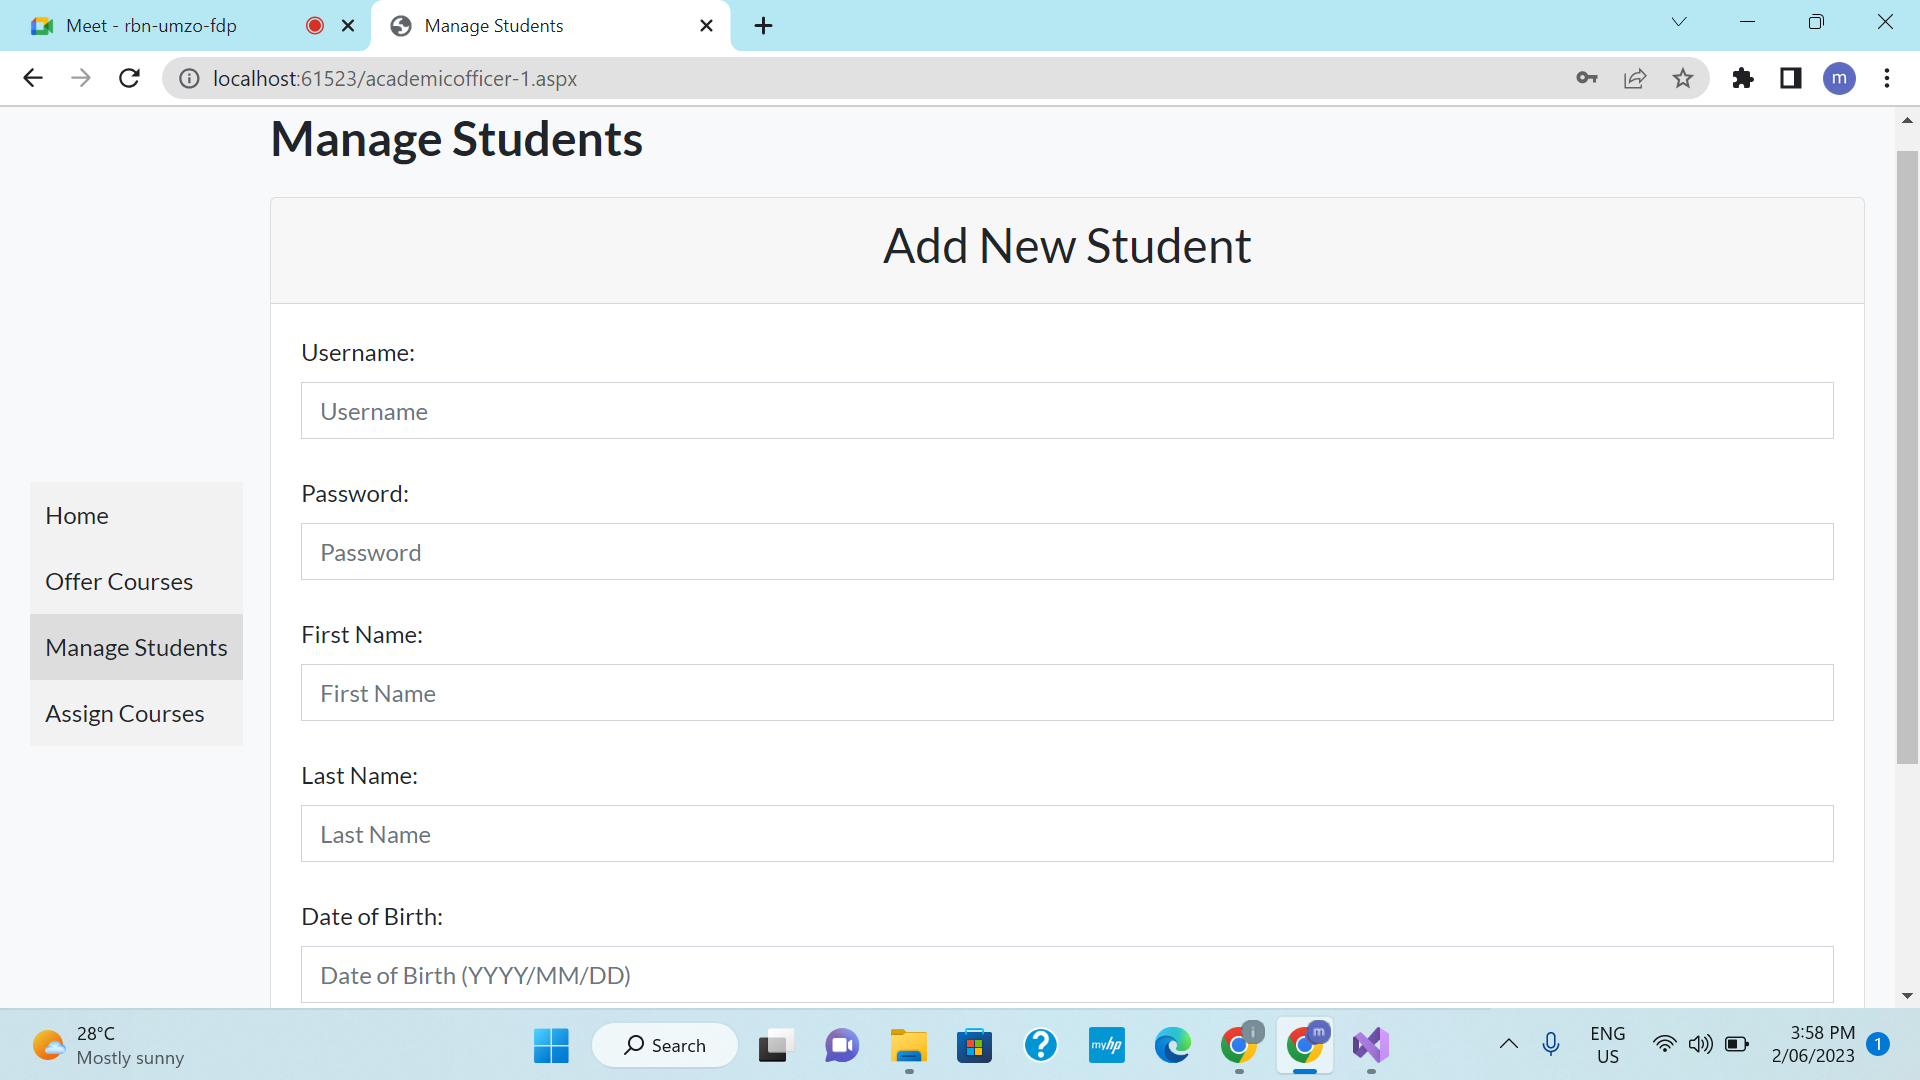 Meet - rbn-umzo-fdp
Manage Students
localhost:61523/academicofficer-1.aspx
m
Manage Students
Add New Student
Username:
Username
Password:
Password
First Name:
First Name
Last Name:
Last Name
Date of Birth:
Date of Birth (YYYY/MM/DD)
Home
Offer Courses
Manage Students
Assign Courses
28°C
Mostly sunny
Search
myhp
i
m
ENG
US
3:58 PM
2/06/2023
1